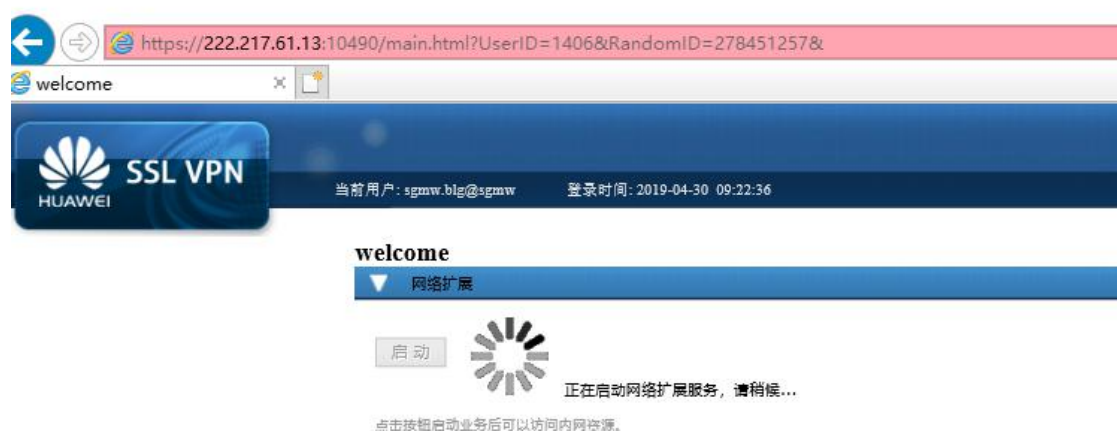 https://222.217.61.13:10490/main.html?UserID=1406&RandomID=278451257&
welcome
HUAWEI
SSL VPN
当前用户: sgmw.blg@sgmw 登录时间: 2019-04-30 09:22:36
welcome
网络扩展
启动
正在启动网络扩展服务，请稍候...
点击按钮启动业务后可以访问内网资源。